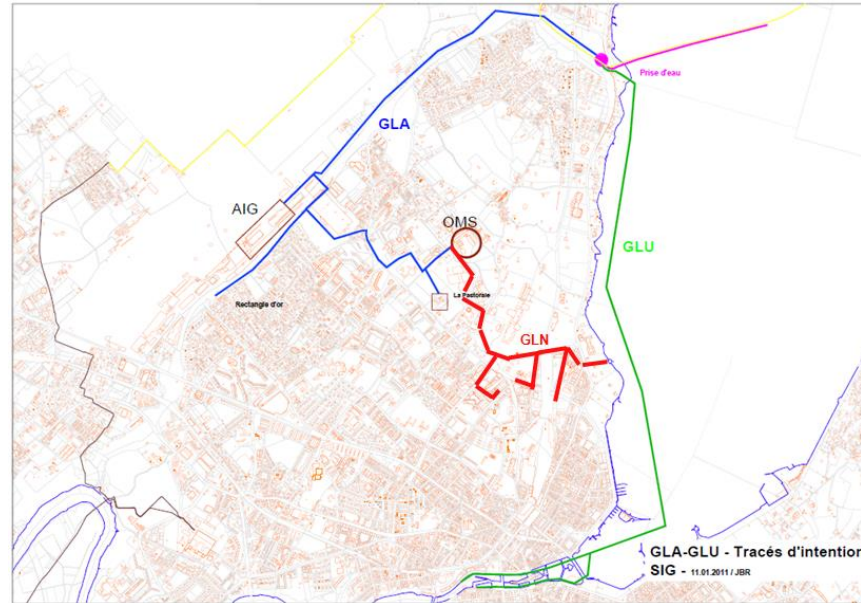 Prise d'eau
GLA
AIG
OMS
GLU
Rectangle d'or
La Pastorale
GLN
GLA-GLU - Tracés d'intention
SIG - 11.01.2011 / JBR